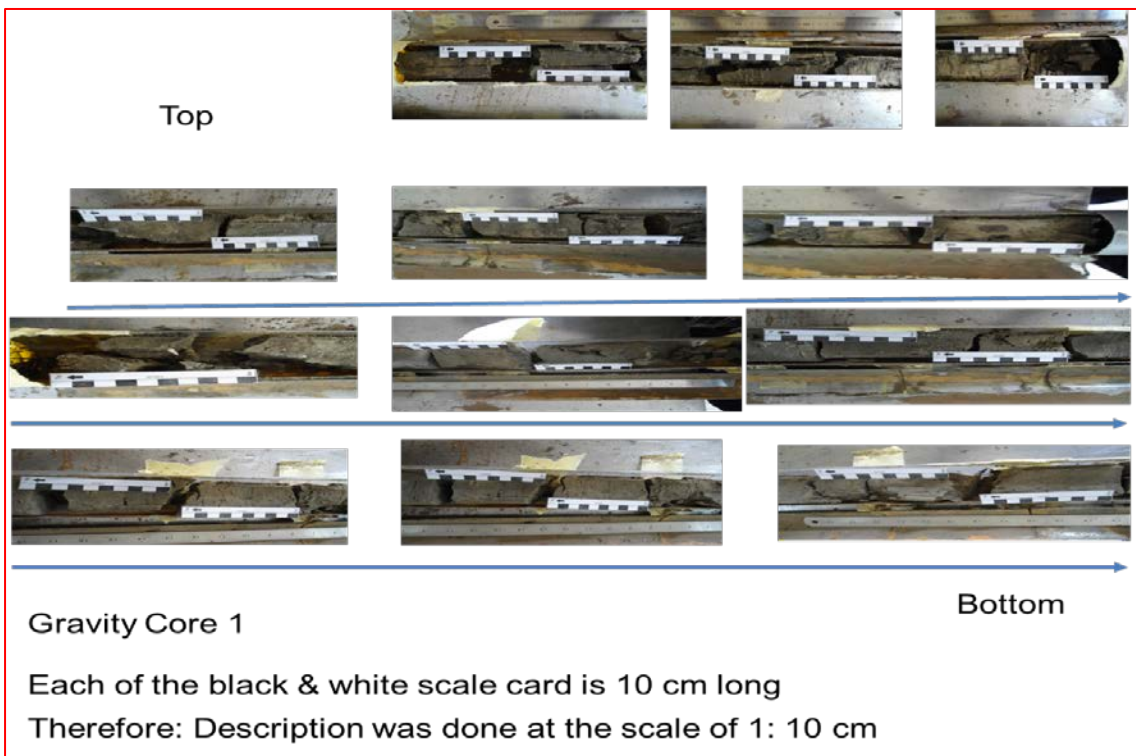 Top
Bottom
Gravity Core 1
Each of the black & white scale card is 10 cm long
Therefore: Description was done at the scale of 1: 10 cm